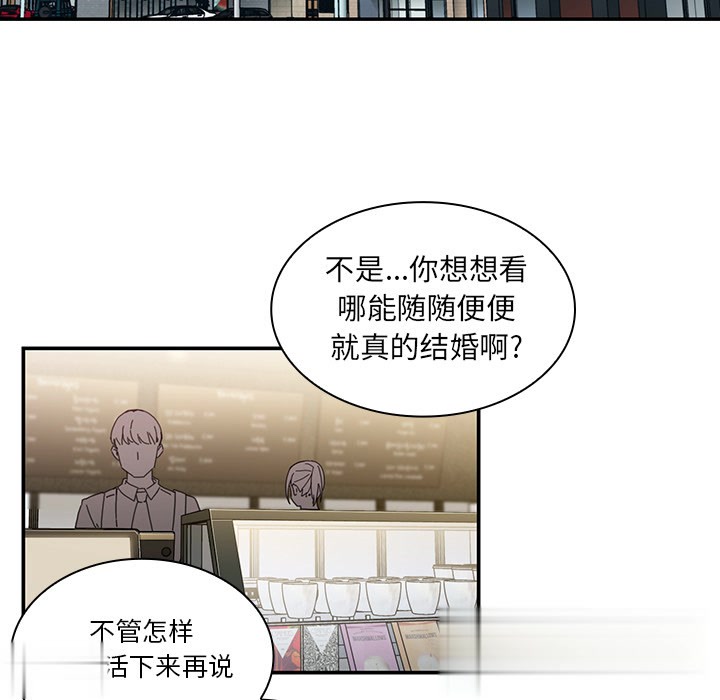 不是...你想想看
哪能随随便便
就真的结婚啊?
不管怎样
活下来再说